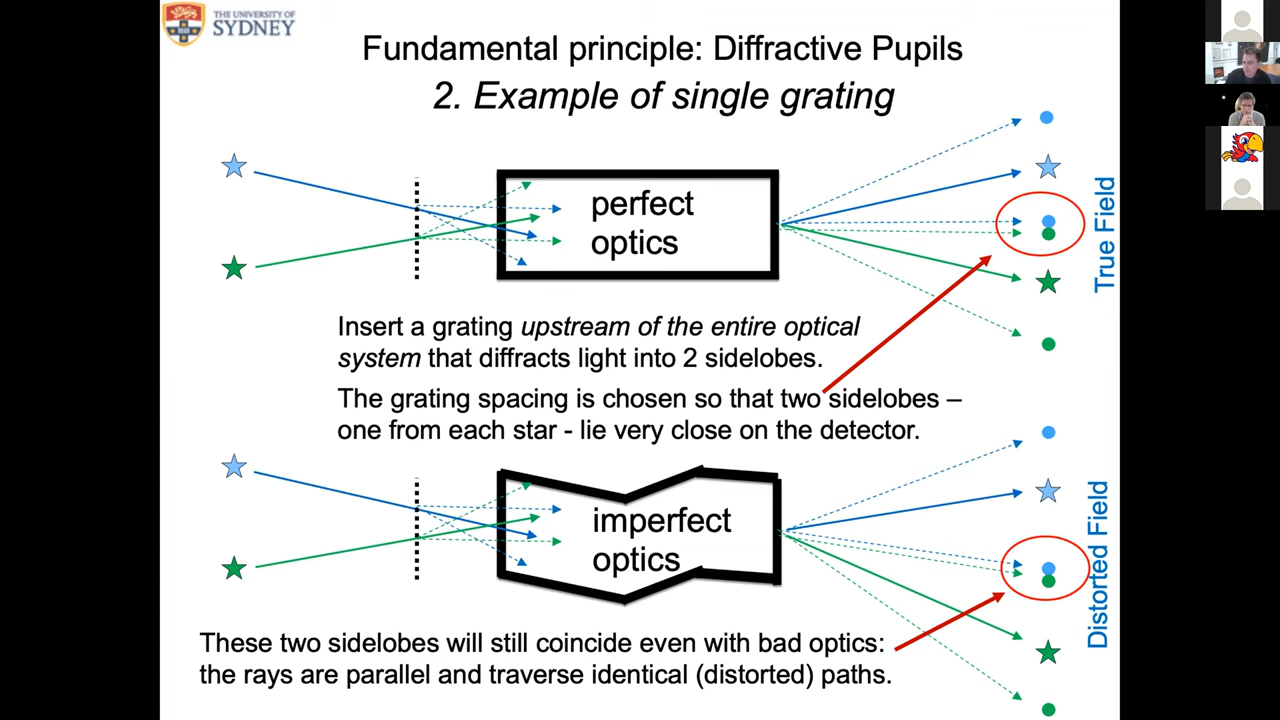 THE UNIVERSITY OF
SYDNEY
Fundamental principle: Diffractive Pupils
2. Example of single grating
perfect
optics
True Field
Insert a grating upstream of the entire optical
system that diffracts light into 2 sidelobes.
The grating spacing is chosen so that two sidelobes –
one from each star - lie very close on the detector.
imperfect
optics
Distorted Field
These two sidelobes will still coincide even with bad optics:
the rays are parallel and traverse identical (distorted) paths.